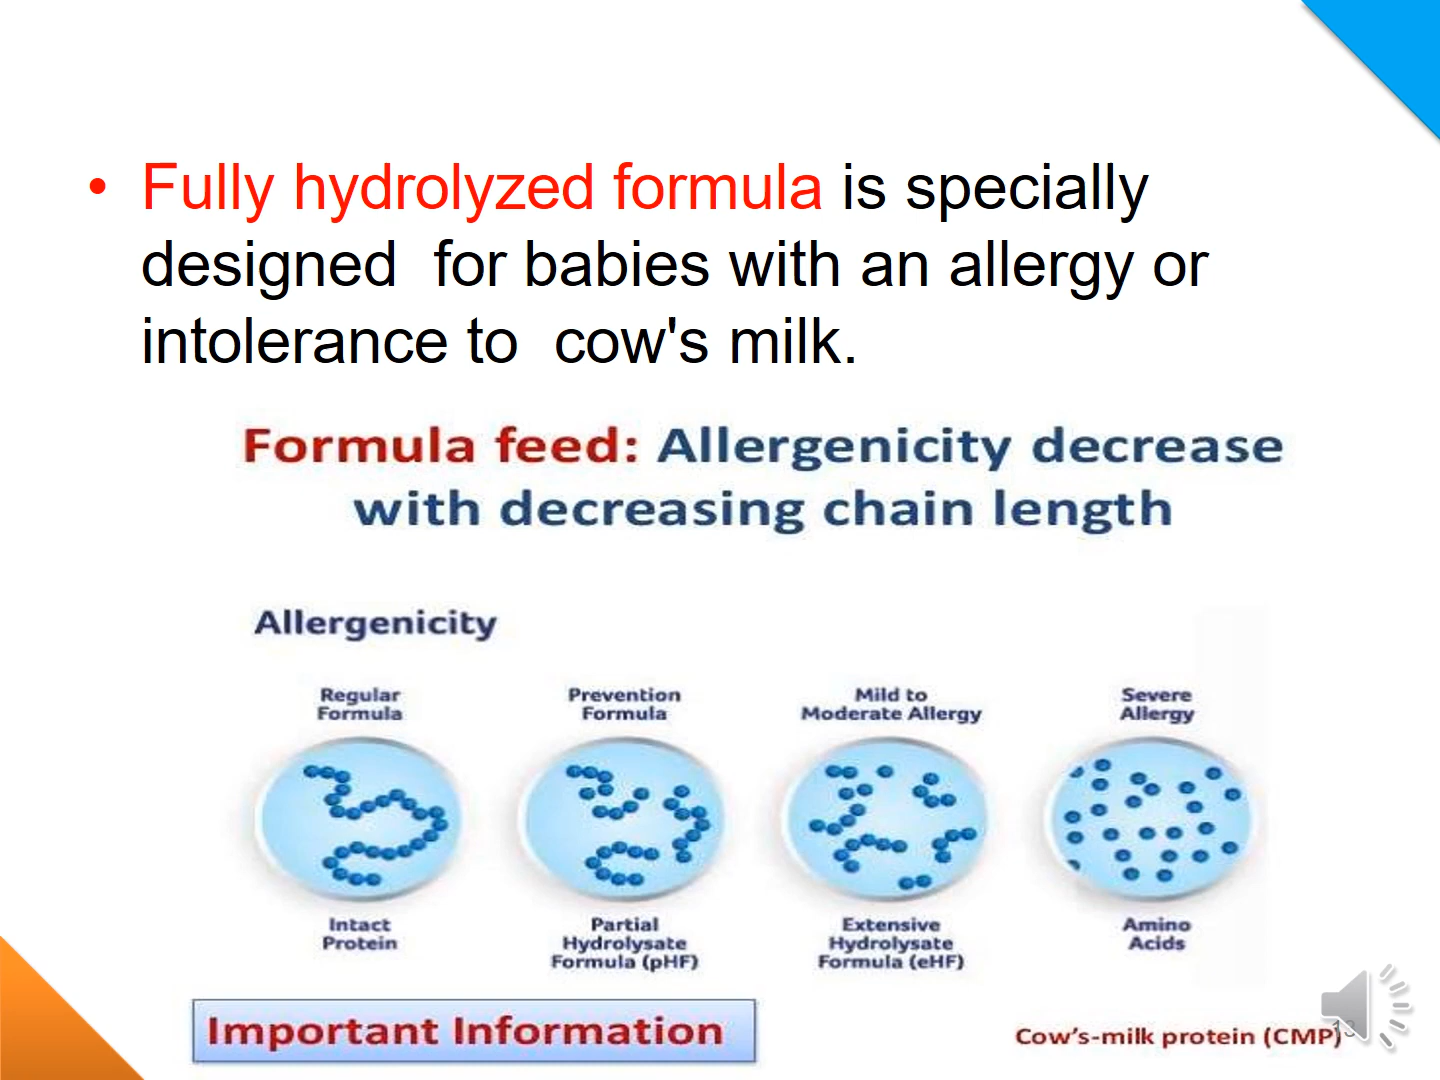 • Fully hydrolyzed formula is specially
designed for babies with an allergy or
intolerance to cow's milk.
Formula feed: Allergenicity decrease
with decreasing chain length
Allergenicity
Regular
Formula
Prevention
Formula
Mild to
Moderate Allergy
Severe
Allergy
Intact
Protein
Partial
Hydrolysate
Formula (pHF)
Extensive
Hydrolysate
Formula (eHF)
Amino
Acids
Important Information
Cow's-milk protein (CMP)
13